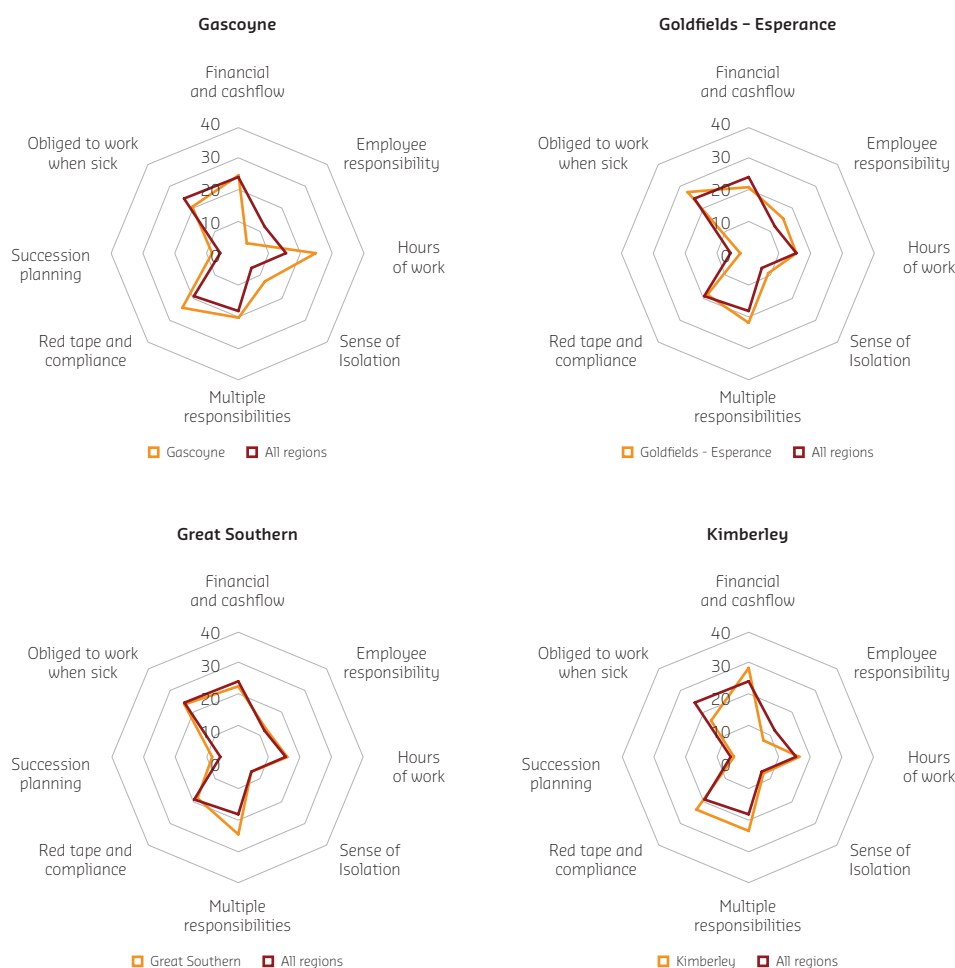 Gascoyne
Financial
and cashflow
40
30
20
10
0
Employee
responsibility
Hours
of work
Sense of
Isolation
Multiple
responsibilities
Red tape and
compliance
Succession
planning
Obliged to work
when sick
Gascoyne
All regions
Goldfields - Esperance
Financial
and cashflow
40
30
20
10
0
Employee
responsibility
Hours
of work
Sense of
Isolation
Multiple
responsibilities
Red tape and
compliance
Succession
planning
Obliged to work
when sick
Goldfields - Esperance
All regions
Great Southern
Financial
and cashflow
40
30
20
10
0
Employee
responsibility
Hours
of work
Sense of
Isolation
Multiple
responsibilities
Red tape and
compliance
Succession
planning
Obliged to work
when sick
Great Southern
All regions
Kimberley
Financial
and cashflow
40
30
20
10
0
Employee
responsibility
Hours
of work
Sense of
Isolation
Multiple
responsibilities
Red tape and
compliance
Succession
planning
Obliged to work
when sick
Kimberley
All regions